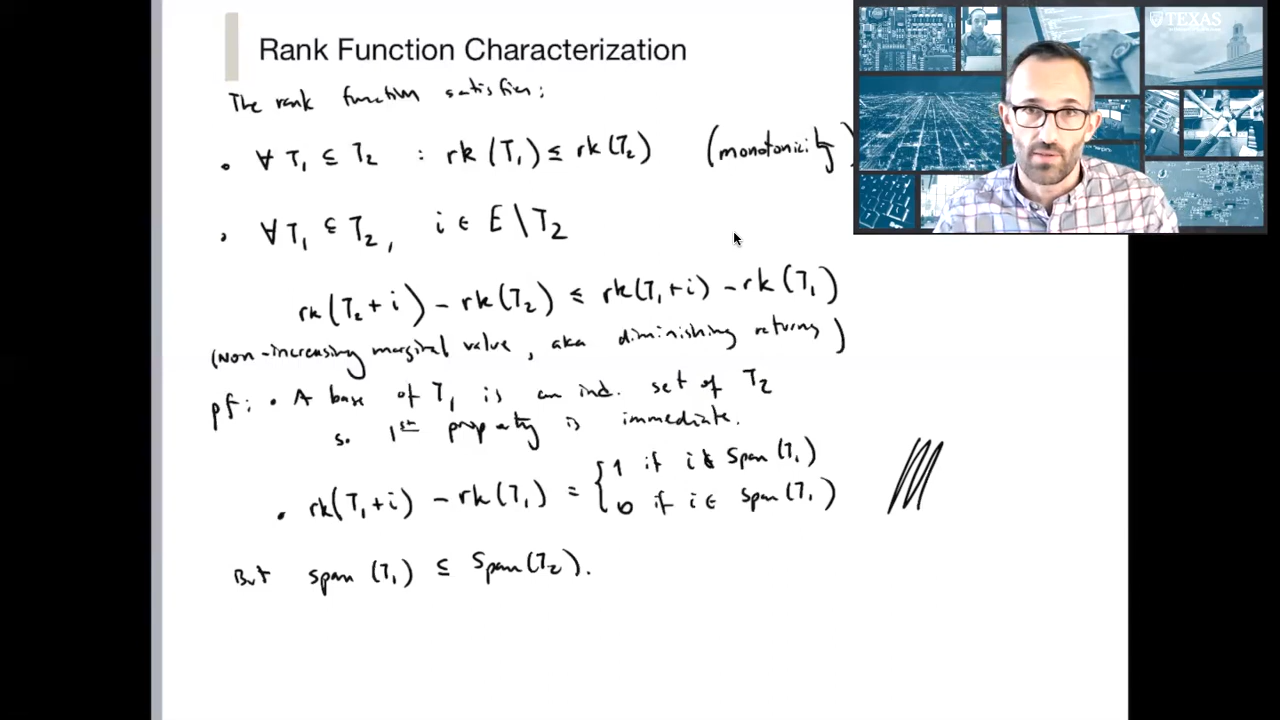 Rank Function Characterization
TEXAS
The rank function satisfies:
• ∀ T₁ ⊆ T₂ : rk(T₁) ≤ rk(T₂) (monotonicity)
• ∀ T₁ ⊆ T₂, i ∈ E \ T₂
rk(T₂+i) - rk(T₂) ≤ rk(T₁+i) - rk(T₁)
(Non-increasing marginal value, aka diminishing returns)
pf: • A base of T₁ is an ind. set of T₂
so 1st property is immediate.
• rk(T₁+i) - rk(T₁) = { 1 if i ∉ Span(T₁)
0 if i ∈ Span(T₁)
But span(T₁) ⊆ Span(T₂).